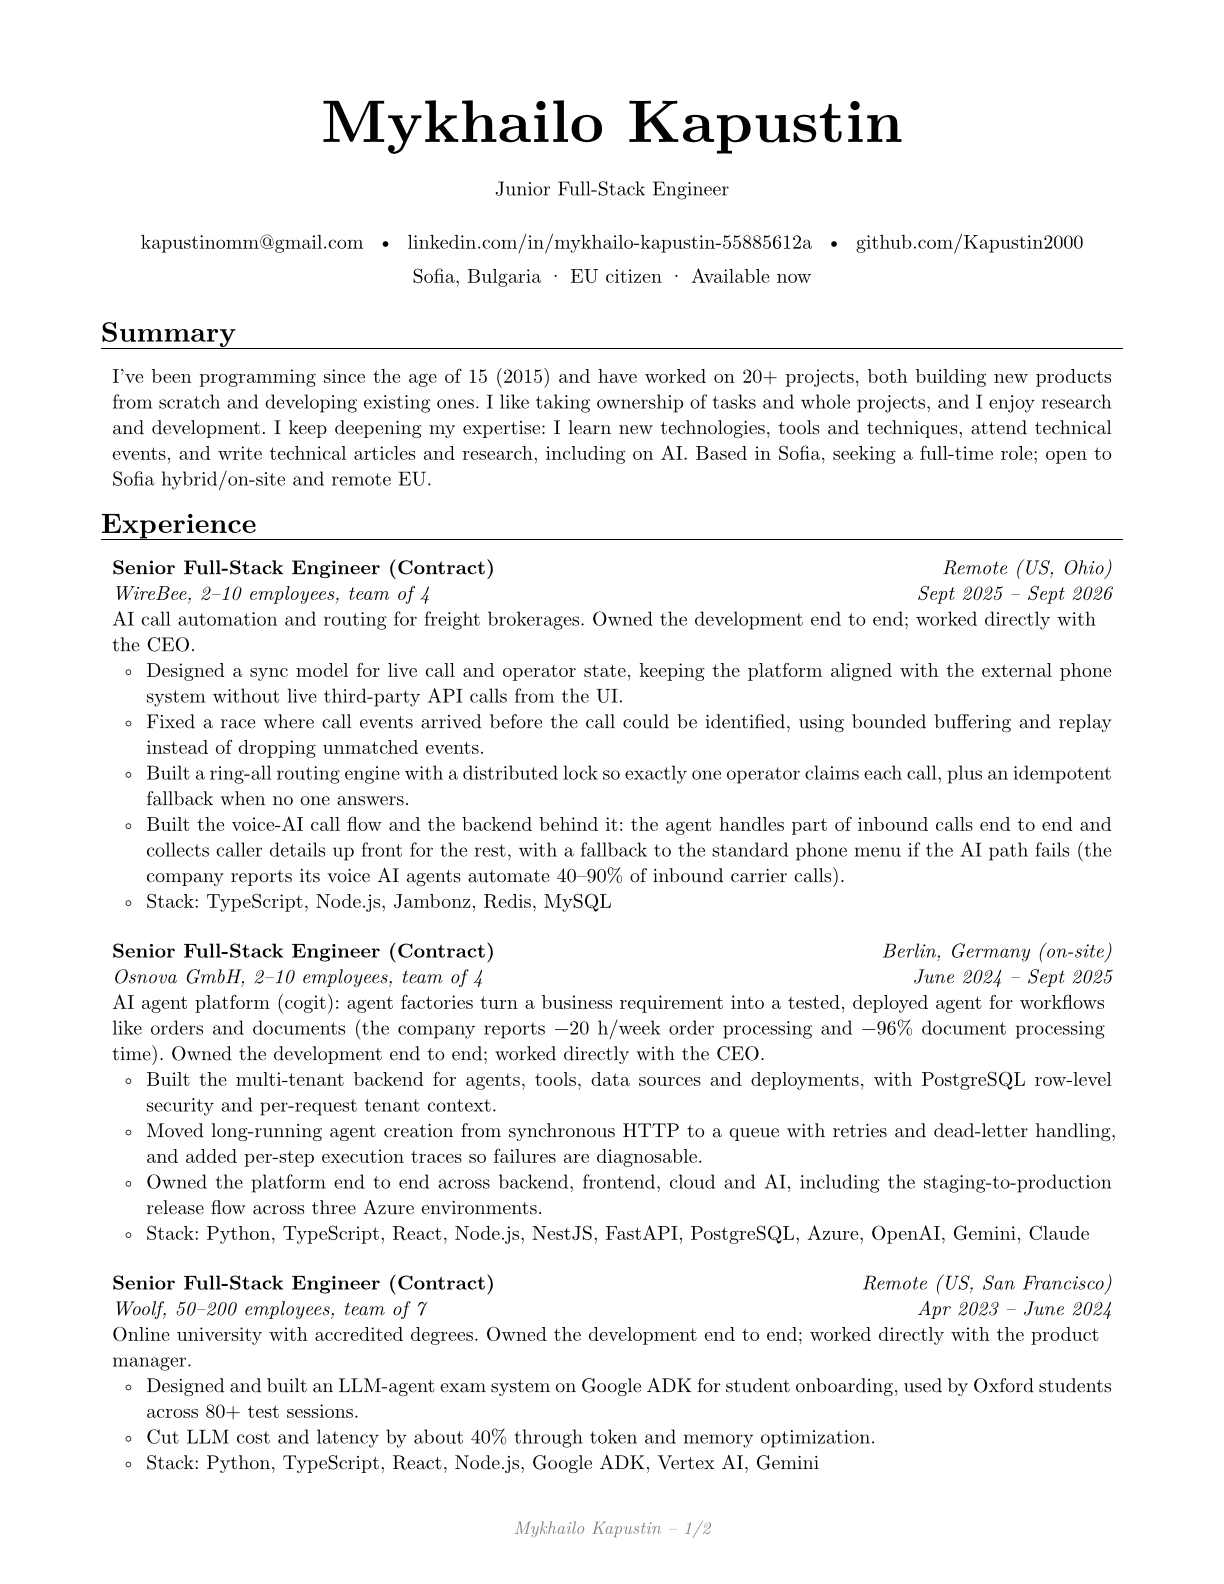 Mykhailo Kapustin
Junior Full-Stack Engineer
kapustinomm@gmail.com • linkedin.com/in/mykhailo-kapustin-55885612a • github.com/Kapustin2000
Sofia, Bulgaria · EU citizen · Available now
Summary
I've been programming since the age of 15 (2015) and have worked on 20+ projects, both building new products
from scratch and developing existing ones. I like taking ownership of tasks and whole projects, and I enjoy research
and development. I keep deepening my expertise: I learn new technologies, tools and techniques, attend technical
events, and write technical articles and research, including on AI. Based in Sofia, seeking a full-time role; open to
Sofia hybrid/on-site and remote EU.
Experience
Senior Full-Stack Engineer (Contract) Remote (US, Ohio)
WireBee, 2–10 employees, team of 4 Sept 2025 – Sept 2026
AI call automation and routing for freight brokerages. Owned the development end to end; worked directly with
the CEO.
◦ Designed a sync model for live call and operator state, keeping the platform aligned with the external phone
system without live third-party API calls from the UI.
◦ Fixed a race where call events arrived before the call could be identified, using bounded buffering and replay
instead of dropping unmatched events.
◦ Built a ring-all routing engine with a distributed lock so exactly one operator claims each call, plus an idempotent
fallback when no one answers.
◦ Built the voice-AI call flow and the backend behind it: the agent handles part of inbound calls end to end and
collects caller details up front for the rest, with a fallback to the standard phone menu if the AI path fails (the
company reports its voice AI agents automate 40–90% of inbound carrier calls).
◦ Stack: TypeScript, Node.js, Jambonz, Redis, MySQL
Senior Full-Stack Engineer (Contract) Berlin, Germany (on-site)
Osnova GmbH, 2–10 employees, team of 4 June 2024 – Sept 2025
AI agent platform (cogit): agent factories turn a business requirement into a tested, deployed agent for workflows
like orders and documents (the company reports −20 h/week order processing and −96% document processing
time). Owned the development end to end; worked directly with the CEO.
◦ Built the multi-tenant backend for agents, tools, data sources and deployments, with PostgreSQL row-level
security and per-request tenant context.
◦ Moved long-running agent creation from synchronous HTTP to a queue with retries and dead-letter handling,
and added per-step execution traces so failures are diagnosable.
◦ Owned the platform end to end across backend, frontend, cloud and AI, including the staging-to-production
release flow across three Azure environments.
◦ Stack: Python, TypeScript, React, Node.js, NestJS, FastAPI, PostgreSQL, Azure, OpenAI, Gemini, Claude
Senior Full-Stack Engineer (Contract) Remote (US, San Francisco)
Woolf, 50–200 employees, team of 7 Apr 2023 – June 2024
Online university with accredited degrees. Owned the development end to end; worked directly with the product
manager.
◦ Designed and built an LLM-agent exam system on Google ADK for student onboarding, used by Oxford students
across 80+ test sessions.
◦ Cut LLM cost and latency by about 40% through token and memory optimization.
◦ Stack: Python, TypeScript, React, Node.js, Google ADK, Vertex AI, Gemini
Mykhailo Kapustin – 1/2